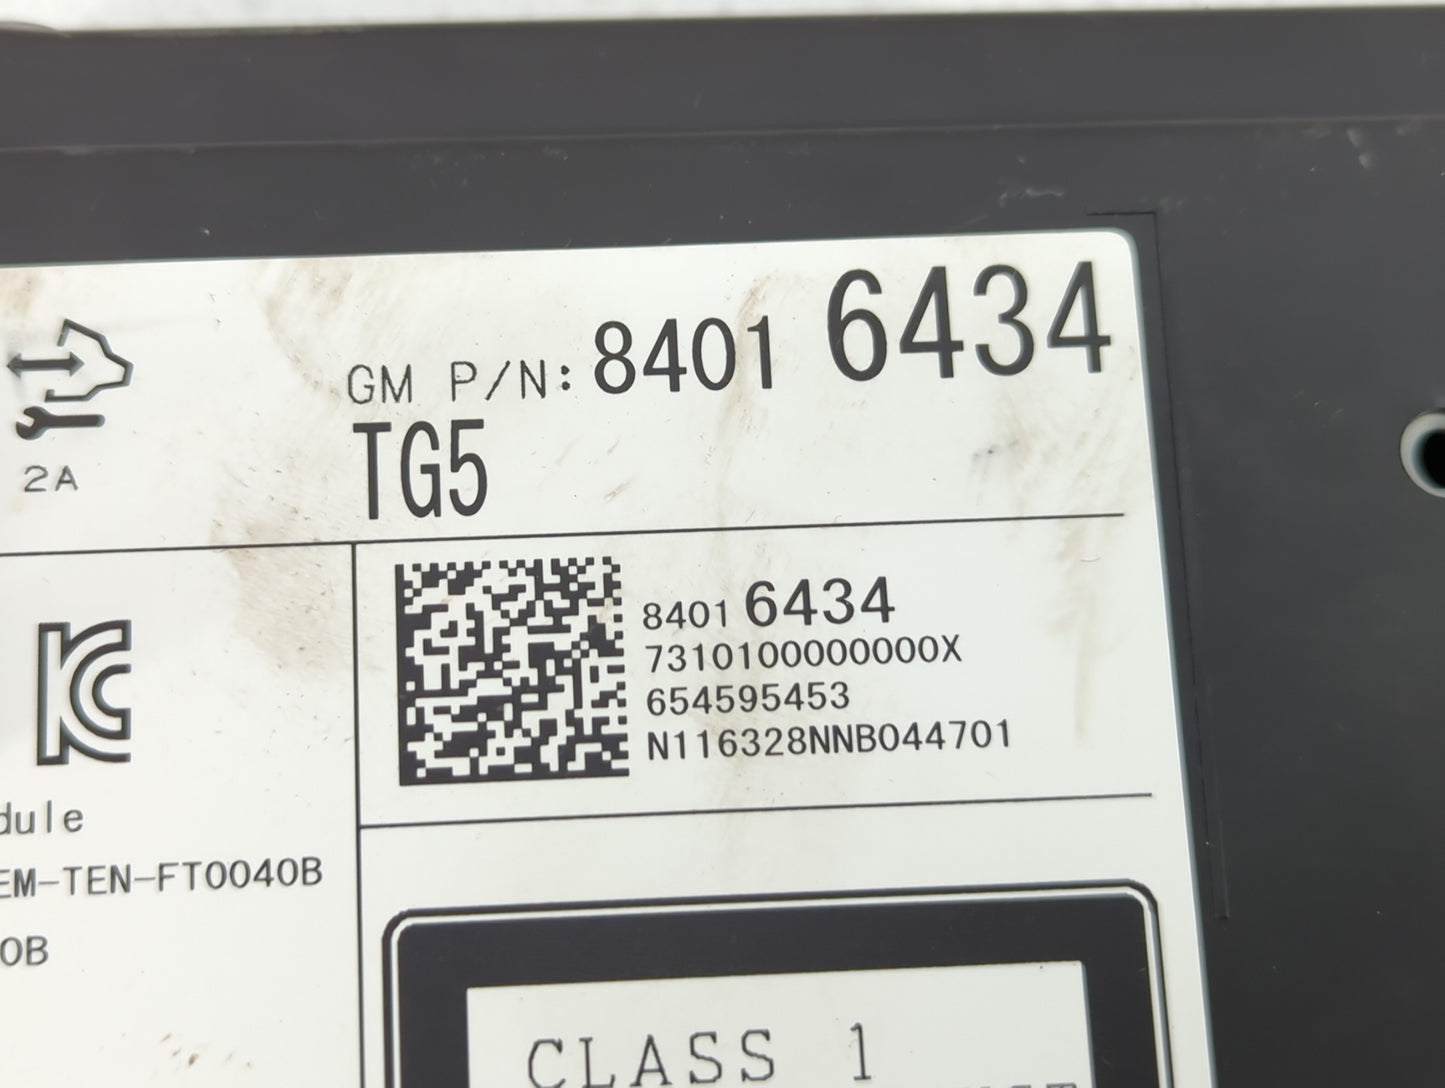 GM P/N: 8401 6434
TG5
2A
8401 6434
7310100000000X
654595453
N116328NNB044701
dule
EM-TEN-FT0040B
0B
CLASS 1